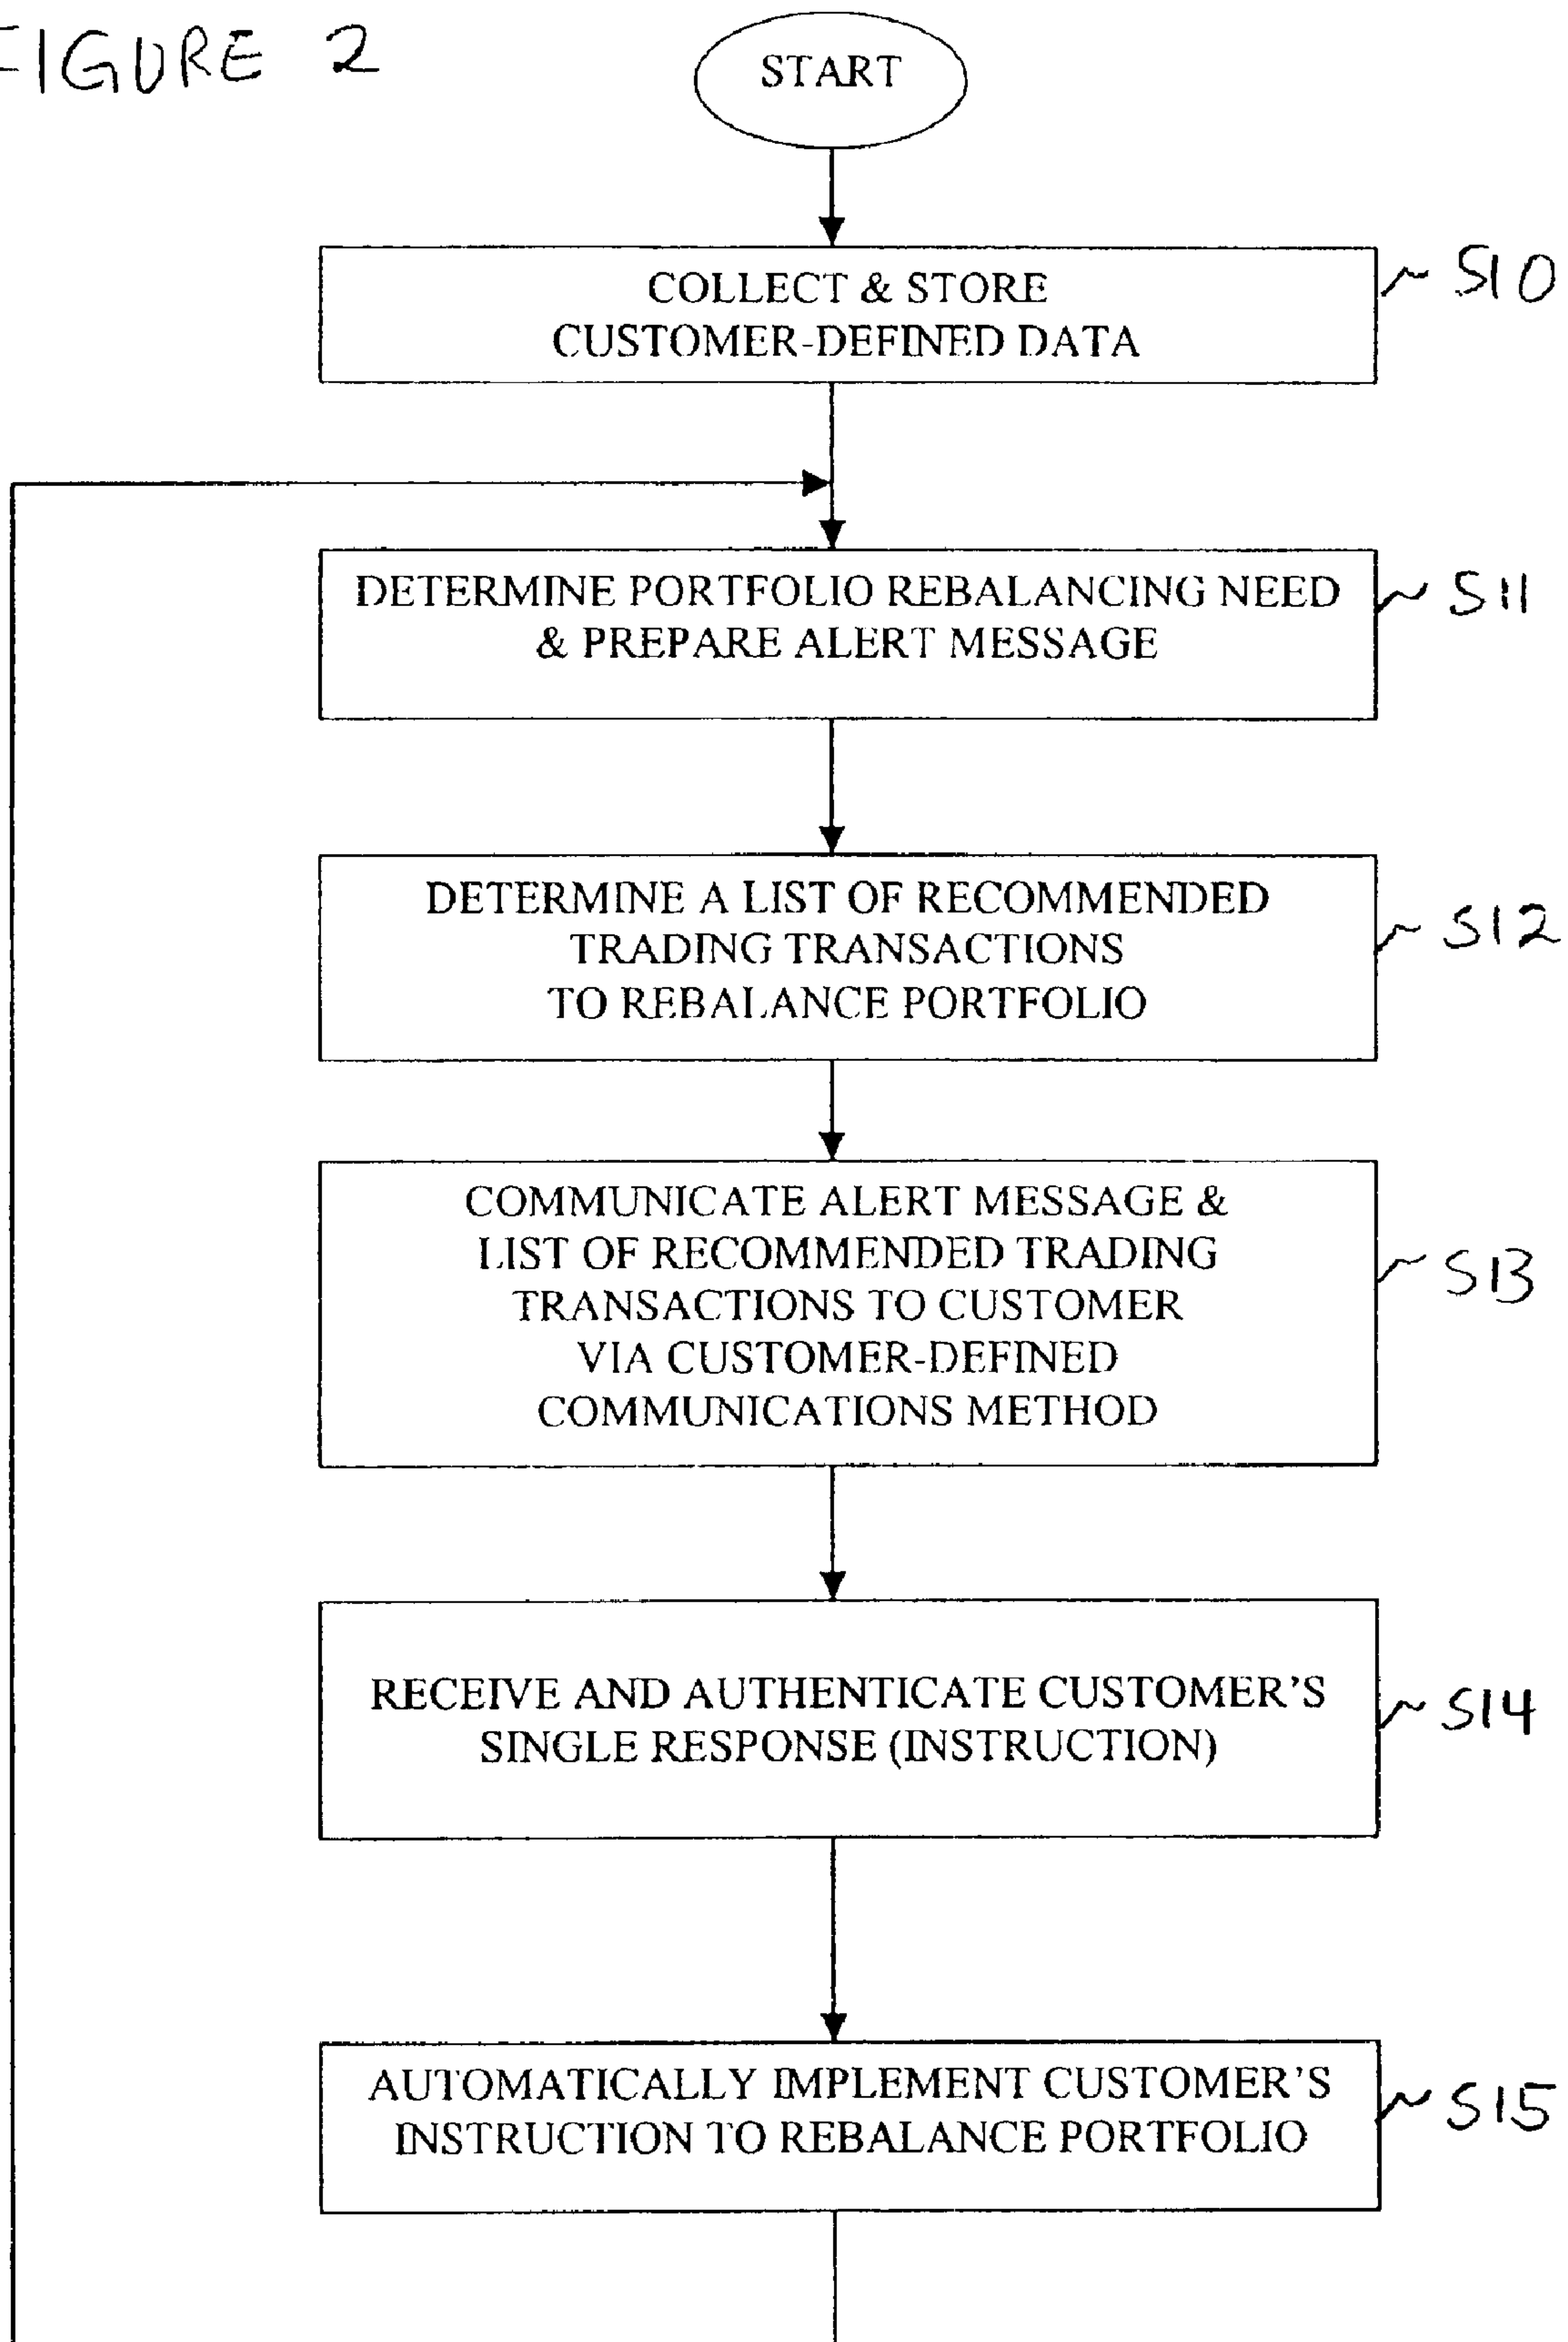 FIGURE 2
START
COLLECT & STORE
CUSTOMER-DEFINED DATA
S10
DETERMINE PORTFOLIO REBALANCING NEED
& PREPARE ALERT MESSAGE
S11
DETERMINE A LIST OF RECOMMENDED
TRADING TRANSACTIONS
TO REBALANCE PORTFOLIO
S12
COMMUNICATE ALERT MESSAGE &
LIST OF RECOMMENDED TRADING
TRANSACTIONS TO CUSTOMER
VIA CUSTOMER-DEFINED
COMMUNICATIONS METHOD
S13
RECEIVE AND AUTHENTICATE CUSTOMER'S
SINGLE RESPONSE (INSTRUCTION)
S14
AUTOMATICALLY IMPLEMENT CUSTOMER'S
INSTRUCTION TO REBALANCE PORTFOLIO
S15